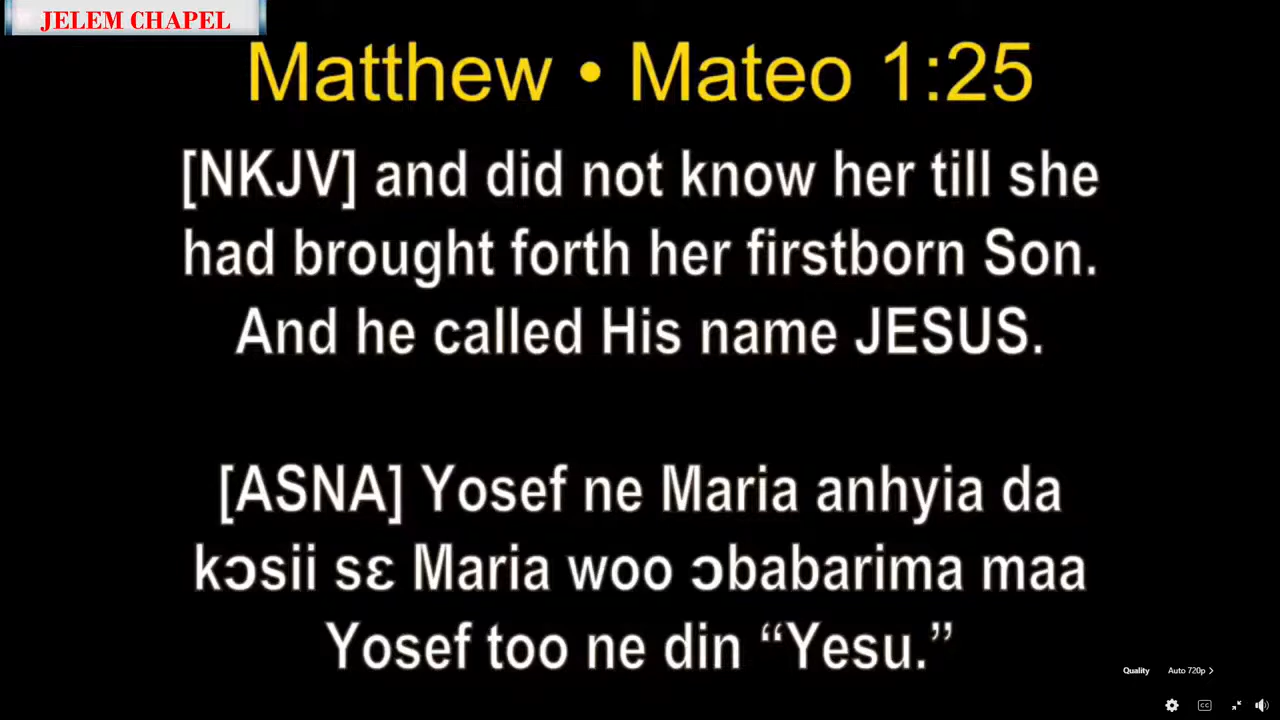 JELEM CHAPEL
Matthew • Mateo 1:25
[NKJV] and did not know her till she
had brought forth her firstborn Son.
And he called His name JESUS.
[ASNA] Yosef ne Maria anhyia da
kɔsii sɛ Maria woo ɔbabarima maa
Yosef too ne din “Yesu.”
Quality Auto 720p
CC